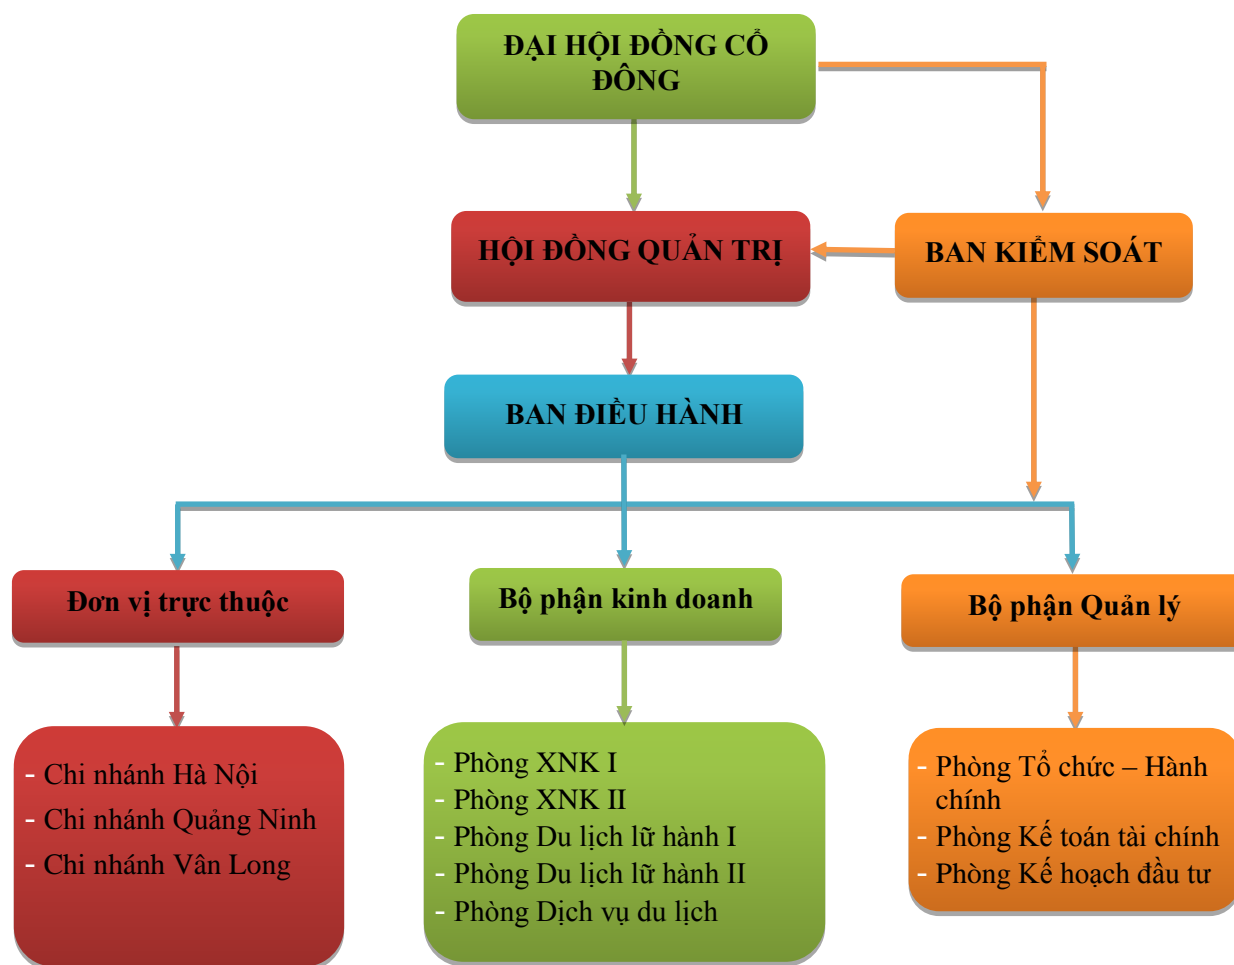 ĐẠI HỘI ĐỒNG CỔ
ĐÔNG
HỘI ĐỒNG QUẢN TRỊ
BAN KIỂM SOÁT
BAN ĐIỀU HÀNH
Đơn vị trực thuộc
Bộ phận kinh doanh
Bộ phận Quản lý
- Chi nhánh Hà Nội
- Chi nhánh Quảng Ninh
- Chi nhánh Vân Long
- Phòng XNK I
- Phòng XNK II
- Phòng Du lịch lữ hành I
- Phòng Du lịch lữ hành II
- Phòng Dịch vụ du lịch
- Phòng Tổ chức – Hành
chính
- Phòng Kế toán tài chính
- Phòng Kế hoạch đầu tư